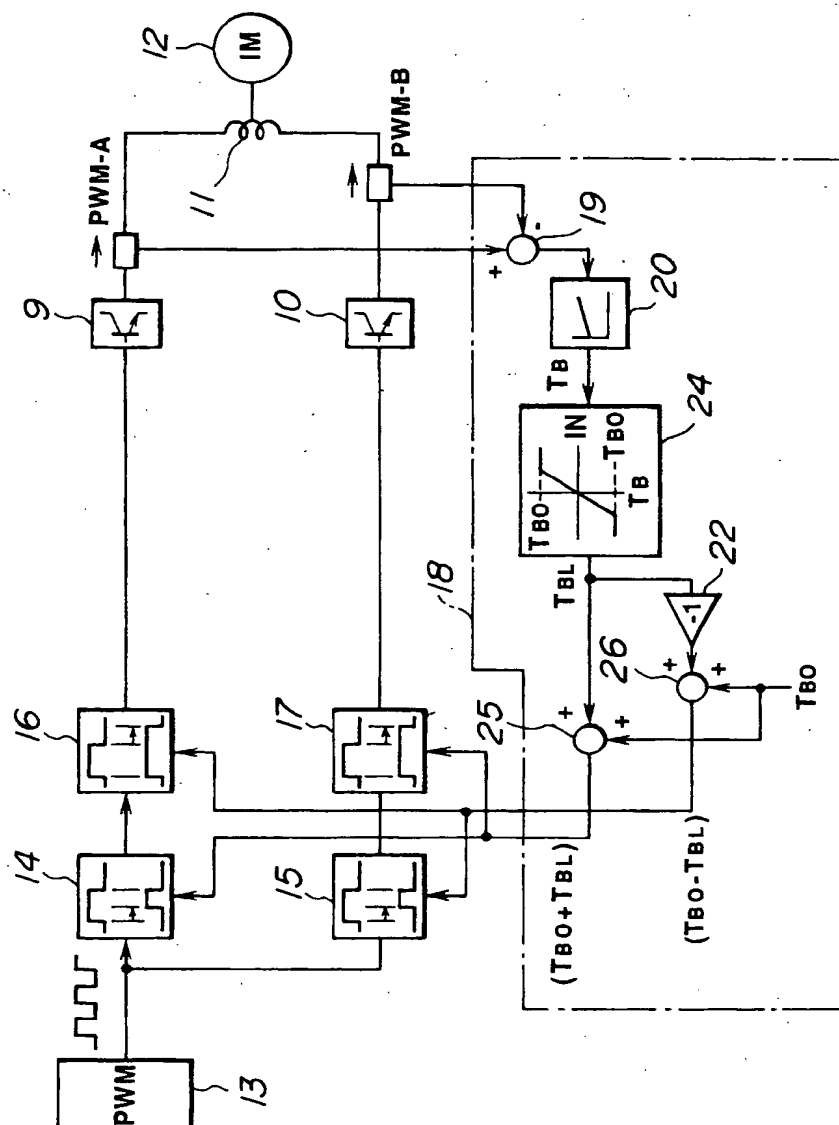 12
IM
PWM-A
11
PWM-B
9
10
+
-
19
20
TB
24
IN
TBO
-TBO
TB
18
TBL
22
-1
16
17
25
+
+
26
+
+
TBO
14
15
(TBO+TBL)
(TBO-TBL)
PWM
13